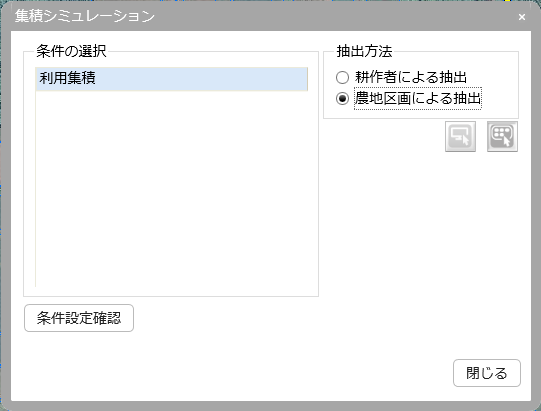 集積シミュレーション
×
条件の選択
利用集積
抽出方法
耕作者による抽出
農地区画による抽出
条件設定確認
閉じる